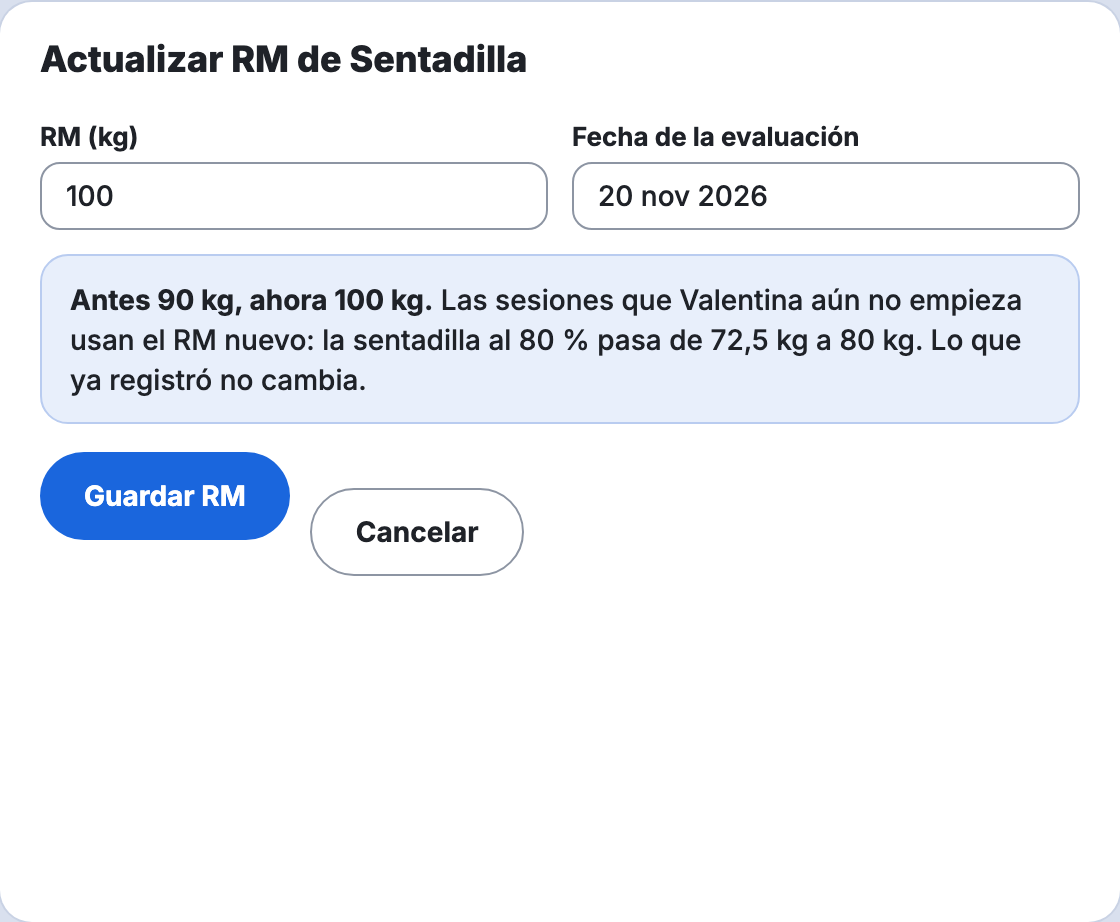 Actualizar RM de Sentadilla
RM (kg)
Fecha de la evaluación
100
20 nov 2026
Antes 90 kg, ahora 100 kg. Las sesiones que Valentina aún no empieza
usan el RM nuevo: la sentadilla al 80 % pasa de 72,5 kg a 80 kg. Lo que
ya registró no cambia.
Guardar RM
Cancelar